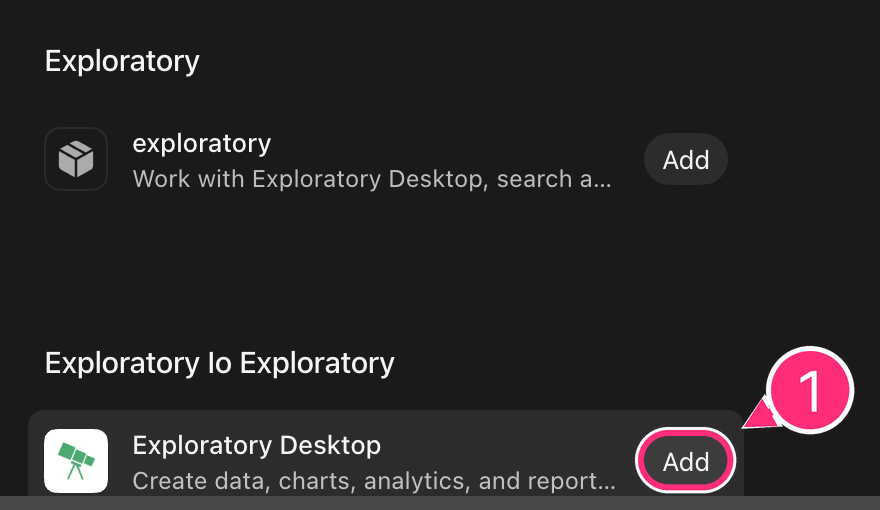 Exploratory
exploratory
Work with Exploratory Desktop, search a...
Add
Exploratory Io Exploratory
1
Exploratory Desktop
Create data, charts, analytics, and report...
Add